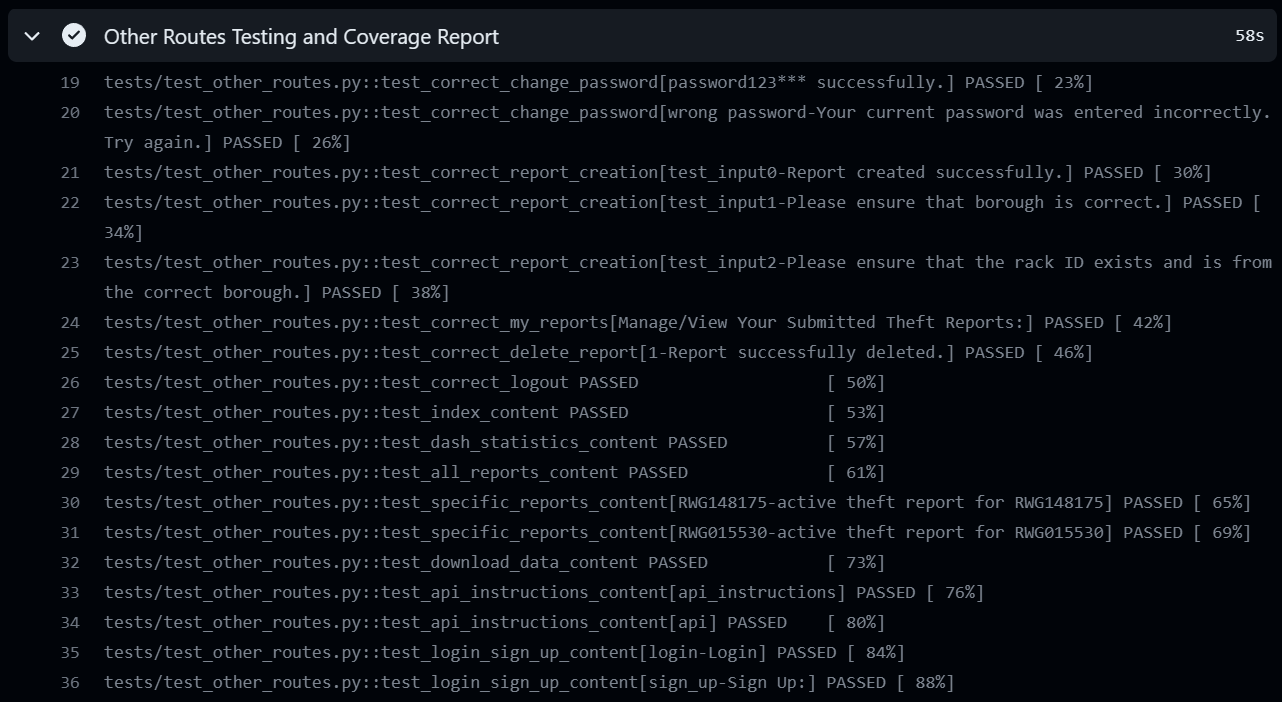 Other Routes Testing and Coverage Report 58s
19 tests/test_other_routes.py::test_correct_change_password[password123*** successfully.] PASSED [ 23%]
20 tests/test_other_routes.py::test_correct_change_password[wrong password-Your current password was entered incorrectly.
Try again.] PASSED [ 26%]
21 tests/test_other_routes.py::test_correct_report_creation[test_input0-Report created successfully.] PASSED [ 30%]
22 tests/test_other_routes.py::test_correct_report_creation[test_input1-Please ensure that borough is correct.] PASSED [
34%]
23 tests/test_other_routes.py::test_correct_report_creation[test_input2-Please ensure that the rack ID exists and is from
the correct borough.] PASSED [ 38%]
24 tests/test_other_routes.py::test_correct_my_reports[Manage/View Your Submitted Theft Reports:] PASSED [ 42%]
25 tests/test_other_routes.py::test_correct_delete_report[1-Report successfully deleted.] PASSED [ 46%]
26 tests/test_other_routes.py::test_correct_logout PASSED [ 50%]
27 tests/test_other_routes.py::test_index_content PASSED [ 53%]
28 tests/test_other_routes.py::test_dash_statistics_content PASSED [ 57%]
29 tests/test_other_routes.py::test_all_reports_content PASSED [ 61%]
30 tests/test_other_routes.py::test_specific_reports_content[RWG148175-active theft report for RWG148175] PASSED [ 65%]
31 tests/test_other_routes.py::test_specific_reports_content[RWG015530-active theft report for RWG015530] PASSED [ 69%]
32 tests/test_other_routes.py::test_download_data_content PASSED [ 73%]
33 tests/test_other_routes.py::test_api_instructions_content[api_instructions] PASSED [ 76%]
34 tests/test_other_routes.py::test_api_instructions_content[api] PASSED [ 80%]
35 tests/test_other_routes.py::test_login_sign_up_content[login-Login] PASSED [ 84%]
36 tests/test_other_routes.py::test_login_sign_up_content[sign_up-Sign Up:] PASSED [ 88%]